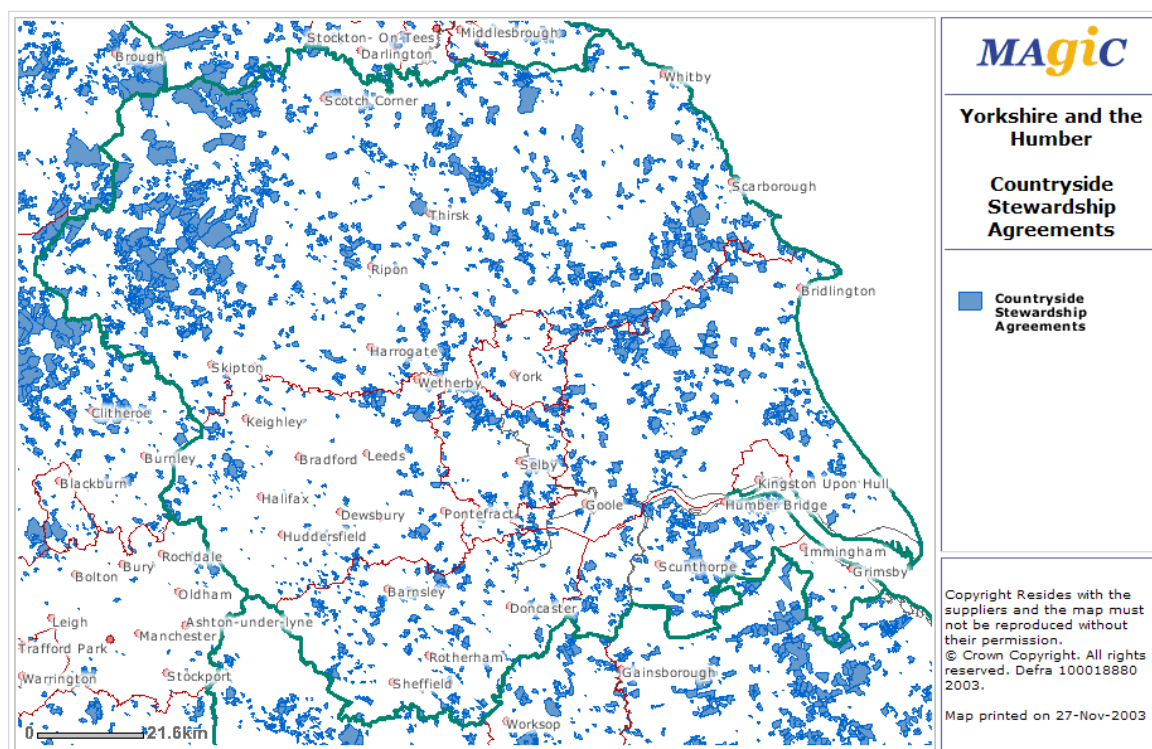 Stockton- On-Tees
Middlesbrough
Brough
Darlington
Whitby
Scotch Corner
Scarborough
Thirsk
Ripon
Bridlington
Harrogate
Skipton
Wetherby
York
Clitheroe
Keighley
Burnley
Bradford
Leeds
Selby
Blackburn
Kingston Upon Hull
Halifax
Humber Bridge
Goole
Dewsbury
Pontefract
Huddersfield
Rochdale
Immingham
Bury
Scunthorpe
Grimsby
Bolton
Oldham
Barnsley
Doncaster
Leigh
Ashton-under-lyne
Manchester
Trafford Park
Rotherham
Warrington
Stockport
Sheffield
Gainsborough
Worksop
0 21.6km
MAgiC
Yorkshire and the
Humber
Countryside
Stewardship
Agreements
Countryside
Stewardship
Agreements
Copyright Resides with the
suppliers and the map must
not be reproduced without
their permission.
© Crown Copyright. All rights
reserved. Defra 100018880
2003.
Map printed on 27-Nov-2003